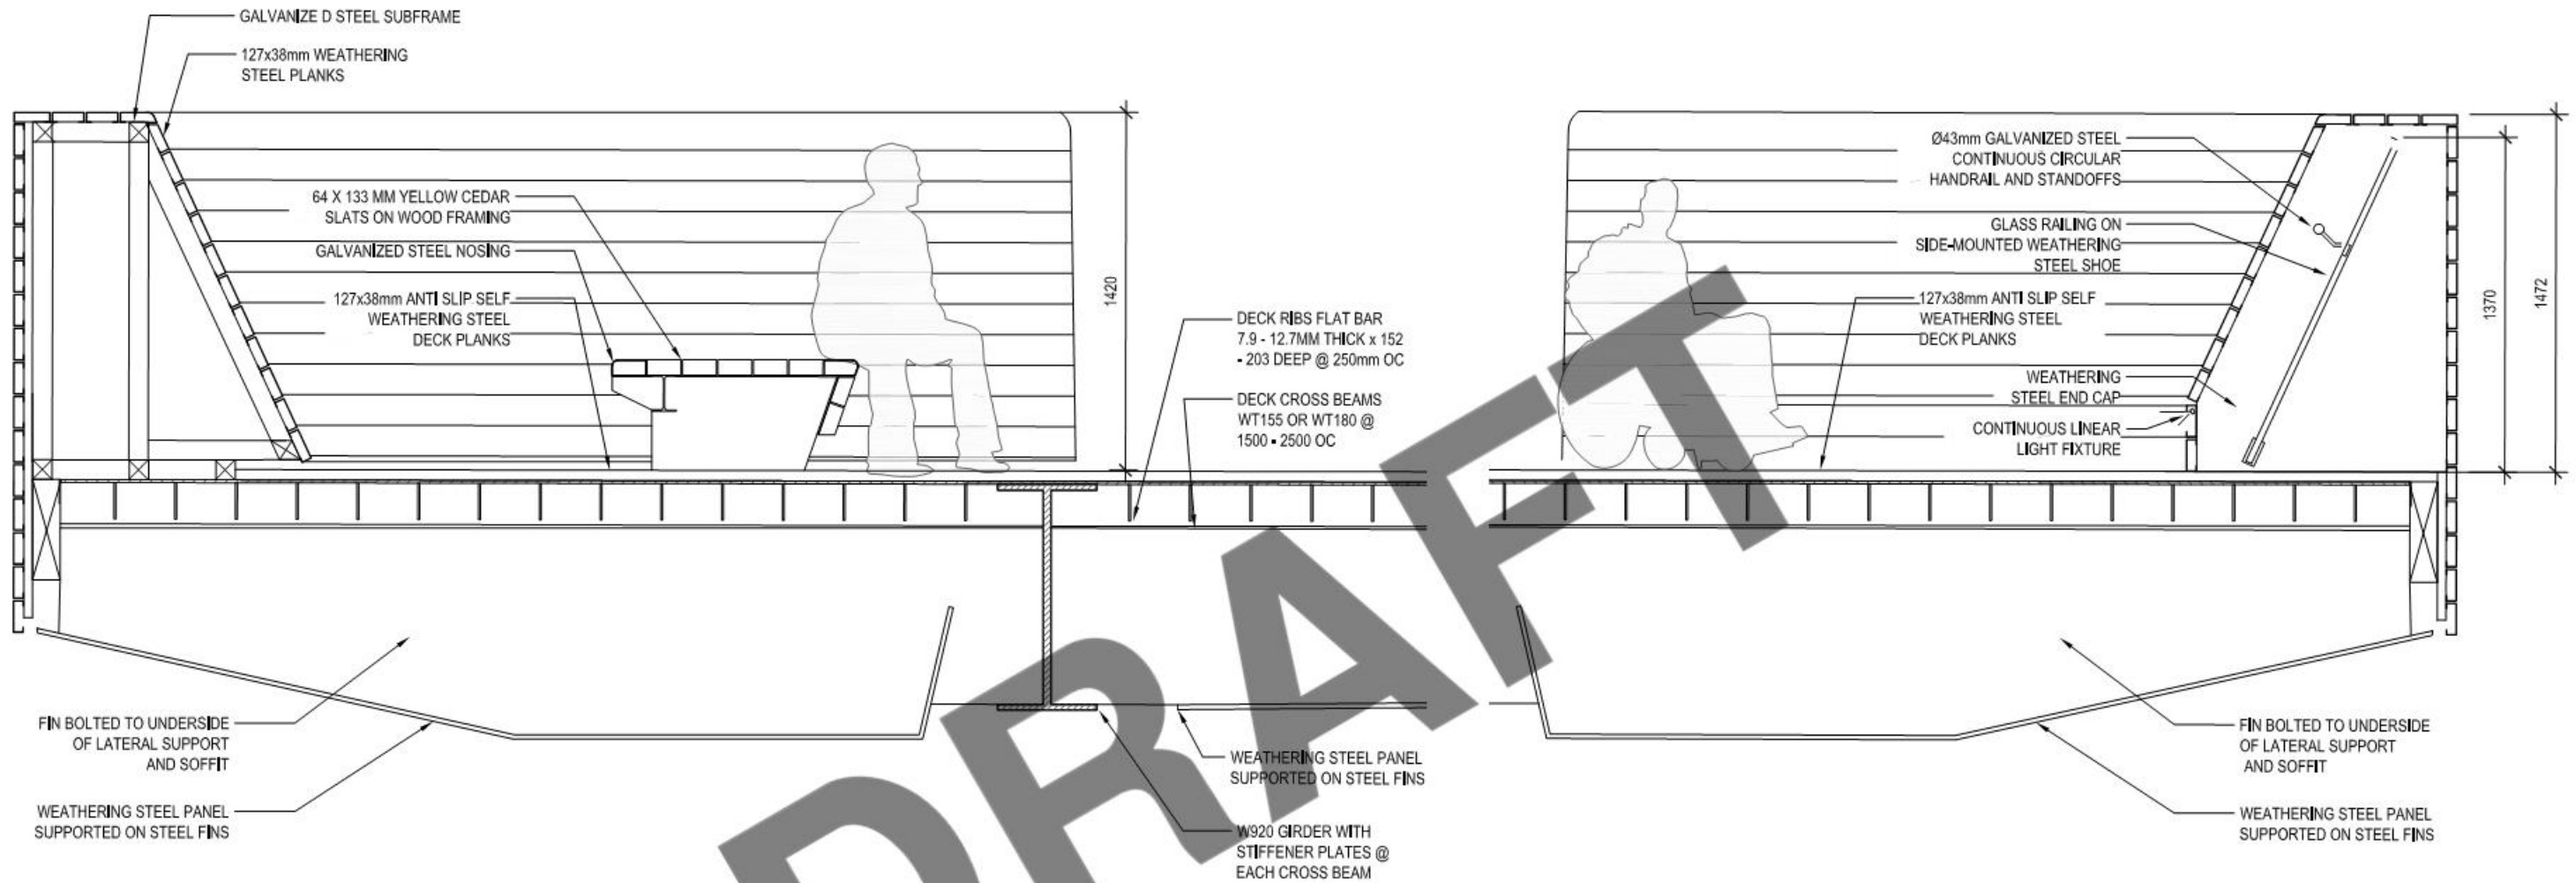 GALVANIZE D STEEL SUBFRAME
127x38mm WEATHERING
STEEL PLANKS
64 X 133 MM YELLOW CEDAR
SLATS ON WOOD FRAMING
GALVANIZED STEEL NOSING
127x38mm ANTI SLIP SELF
WEATHERING STEEL
DECK PLANKS
1420
DECK RIBS FLAT BAR
7.9 - 12.7MM THICK x 152
- 203 DEEP @ 250mm OC
DECK CROSS BEAMS
WT155 OR WT180 @
1500 - 2500 OC
Ø43mm GALVANIZED STEEL
CONTINUOUS CIRCULAR
HANDRAIL AND STANDOFFS
GLASS RAILING ON
SIDE-MOUNTED WEATHERING
STEEL SHOE
127x38mm ANTI SLIP SELF
WEATHERING STEEL
DECK PLANKS
WEATHERING
STEEL END CAP
CONTINUOUS LINEAR
LIGHT FIXTURE
1370
1472
FIN BOLTED TO UNDERSIDE
OF LATERAL SUPPORT
AND SOFFIT
WEATHERING STEEL PANEL
SUPPORTED ON STEEL FINS
WEATHERING STEEL PANEL
SUPPORTED ON STEEL FINS
W920 GIRDER WITH
STIFFENER PLATES @
EACH CROSS BEAM
FIN BOLTED TO UNDERSIDE
OF LATERAL SUPPORT
AND SOFFIT
WEATHERING STEEL PANEL
SUPPORTED ON STEEL FINS
DRAFT